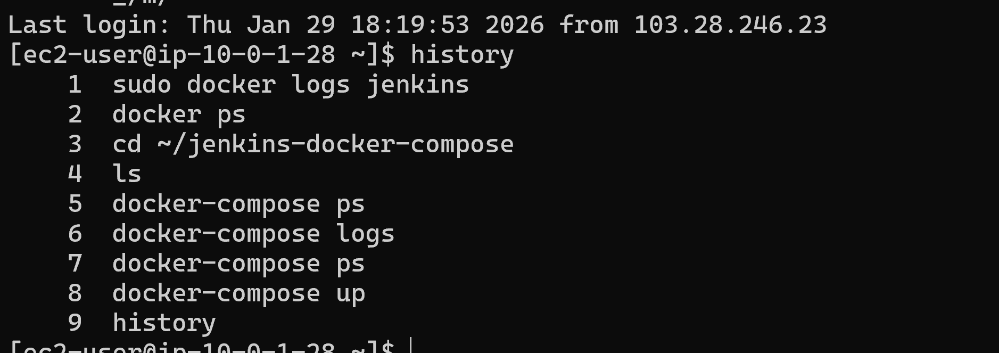 Last login: Thu Jan 29 18:19:53 2026 from 103.28.246.23
[ec2-user@ip-10-0-1-28 ~]$ history
    1  sudo docker logs jenkins
    2  docker ps
    3  cd ~/jenkins-docker-compose
    4  ls
    5  docker-compose ps
    6  docker-compose logs
    7  docker-compose ps
    8  docker-compose up
    9  history
[ec2-user@ip-10-0-1-28 ~]$